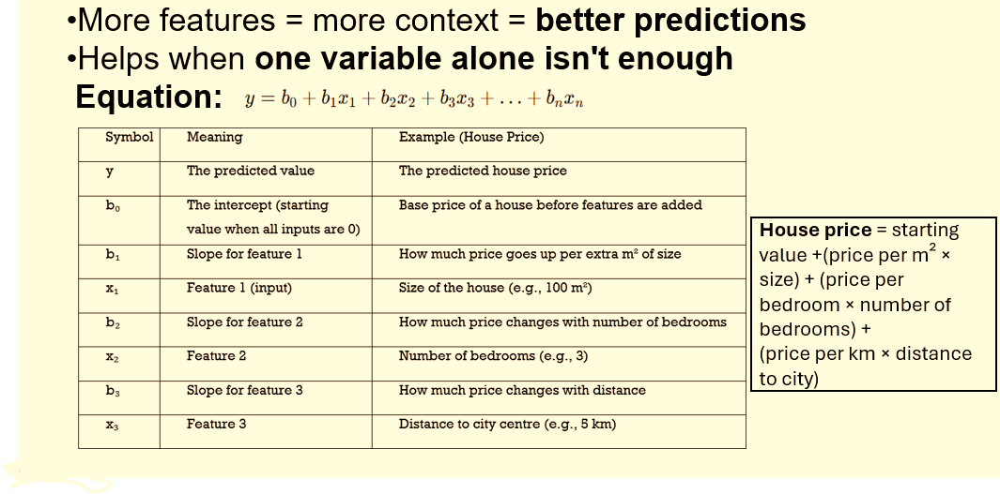 •More features = more context = better predictions
•Helps when one variable alone isn't enough
Equation: y = b₀ + b₁x₁ + b₂x₂ + b₃x₃ + . . . + bₙxₙ
Symbol Meaning Example (House Price)
y The predicted value The predicted house price
b₀ The intercept (starting Base price of a house before features are added
value when all inputs are 0)
b₁ Slope for feature 1 How much price goes up per extra m² of size
x₁ Feature 1 (input) Size of the house (e.g., 100 m²)
b₂ Slope for feature 2 How much price changes with number of bedrooms
x₂ Feature 2 Number of bedrooms (e.g., 3)
b₃ Slope for feature 3 How much price changes with distance
x₃ Feature 3 Distance to city centre (e.g., 5 km)
House price = starting
value +(price per m² ×
size) + (price per
bedroom × number of
bedrooms) +
(price per km × distance
to city)